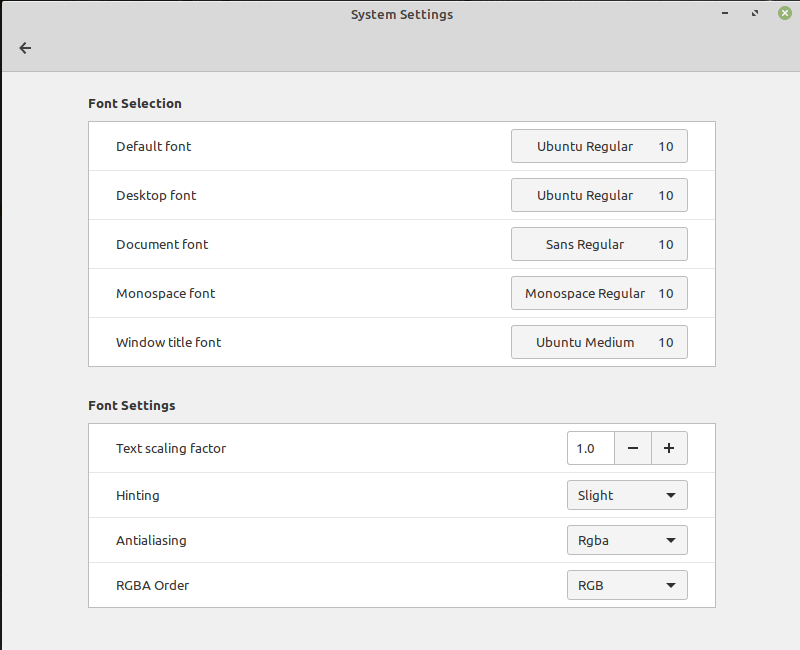 System Settings
Font Selection
Default font Ubuntu Regular 10
Desktop font Ubuntu Regular 10
Document font Sans Regular 10
Monospace font Monospace Regular 10
Window title font Ubuntu Medium 10
Font Settings
Text scaling factor 1.0
Hinting Slight
Antialiasing Rgba
RGBA Order RGB